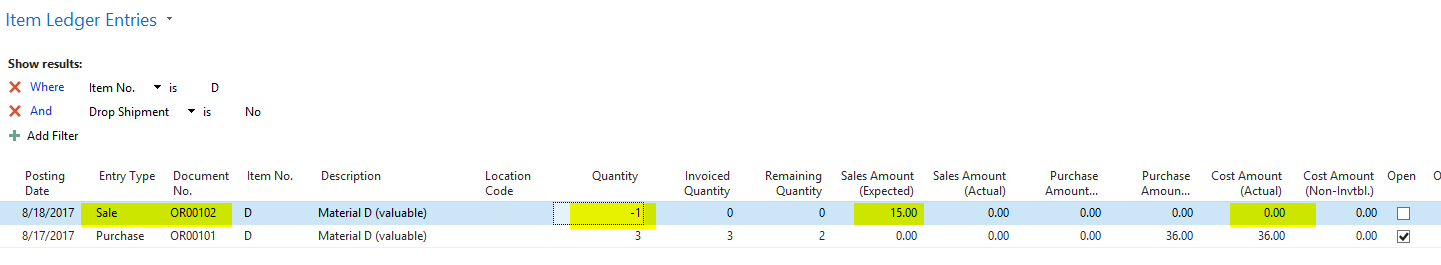 Item Ledger Entries
Show results:
Where Item No. is D
And Drop Shipment is No
Add Filter
Posting Date Entry Type Document No. Item No. Description Location Code Quantity Invoiced Quantity Remaining Quantity Sales Amount (Expected) Sales Amount (Actual) Purchase Amount... Purchase Amoun... Cost Amount (Actual) Cost Amount (Non-Invtbl.) Open O
8/18/2017 Sale OR00102 D Material D (valuable) -1 0 0 15.00 0.00 0.00 0.00 0.00 0.00
8/17/2017 Purchase OR00101 D Material D (valuable) 3 3 2 0.00 0.00 0.00 36.00 36.00 0.00